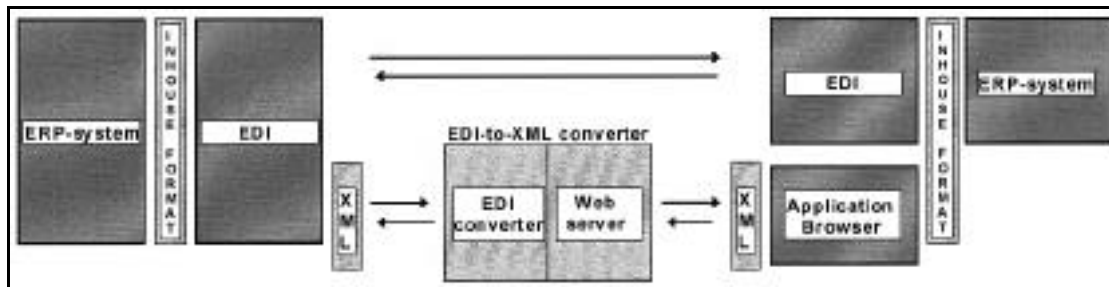 ERP-system
INHOUSE FORMAT
EDI
XML
EDI-to-XML converter
EDI
converter
Web
server
XML
EDI
Application
Browser
INHOUSE FORMAT
ERP-system